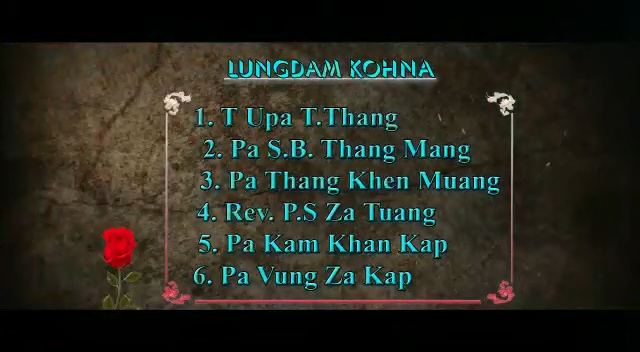 LUNGDAM KOHNA
1. T Upa T.Thang
2. Pa S.B. Thang Mang
3. Pa Thang Khen Muang
4. Rev. P.S Za Tuang
5. Pa Kam Khan Kap
6. Pa Vung Za Kap